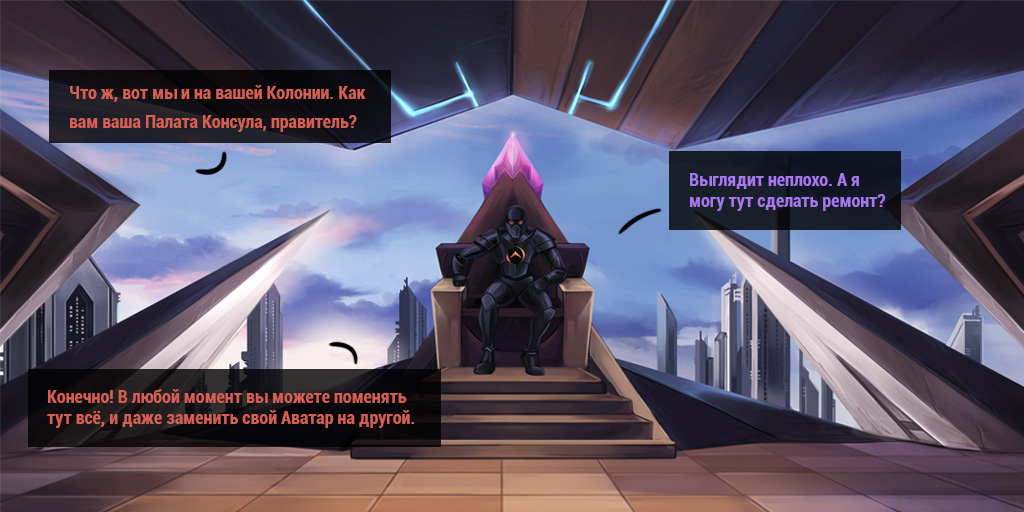 Что ж, вот мы и на вашей Колонии. Как
вам ваша Палата Консула, правитель?
Выглядит неплохо. А я
могу тут сделать ремонт?
Конечно! В любой момент вы можете поменять
тут всё, и даже заменить свой Аватар на другой.